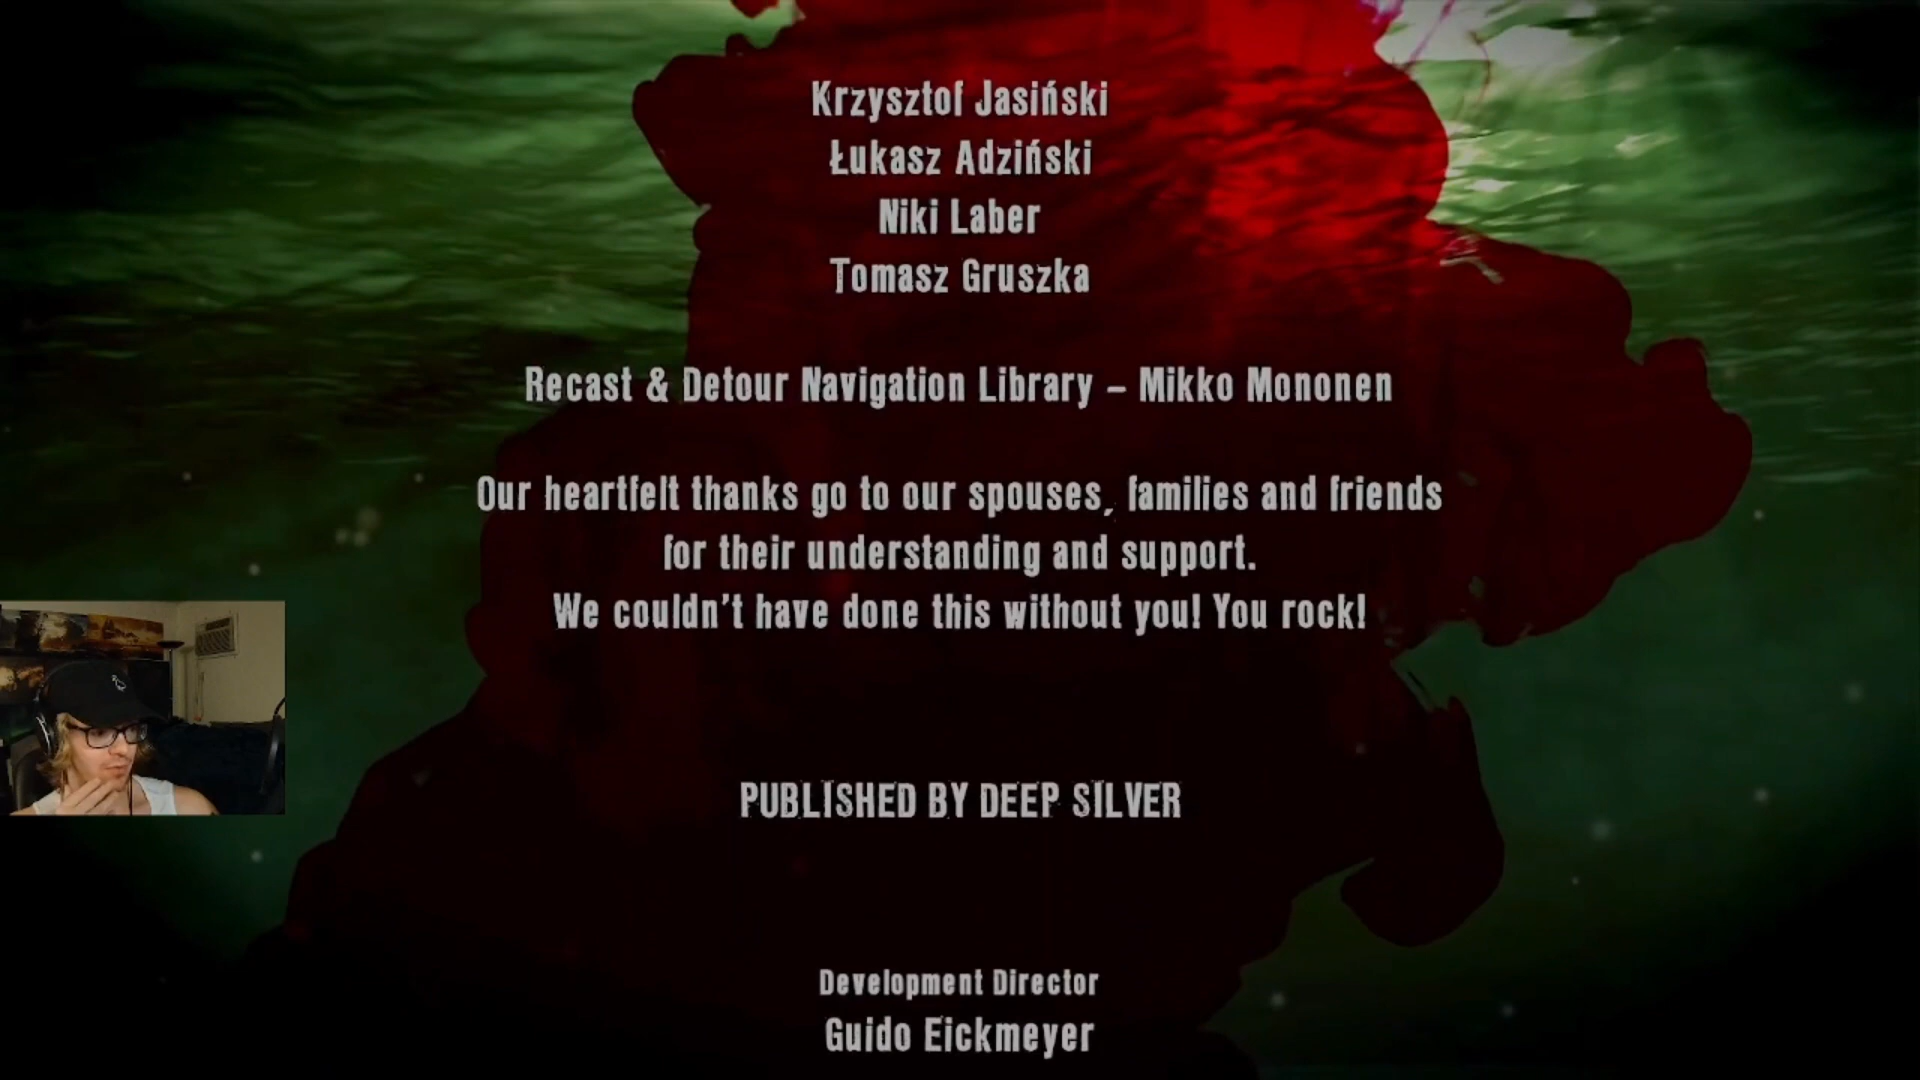 Krzysztof Jasiński
Łukasz Adziński
Niki Laber
Tomasz Gruszka
Recast & Detour Navigation Library – Mikko Mononen
Our heartfelt thanks go to our spouses, families and friends
for their understanding and support.
We couldn't have done this without you! You rock!
PUBLISHED BY DEEP SILVER
Development Director
Guido Eickmeyer